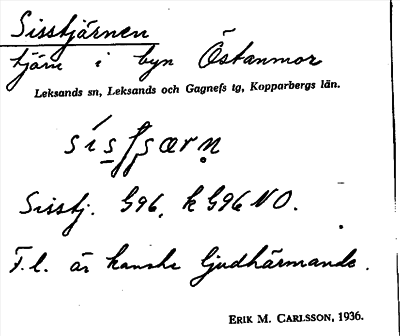 Sisstjärnen
tjärn i byn Östanmor
Leksands sn, Leksands och Gagnefs tg, Kopparbergs län.
Sisstj. G96, k G96 NO.
F.l. är kanske ljudhärmande.
ERIK M. CARLSSON, 1936.